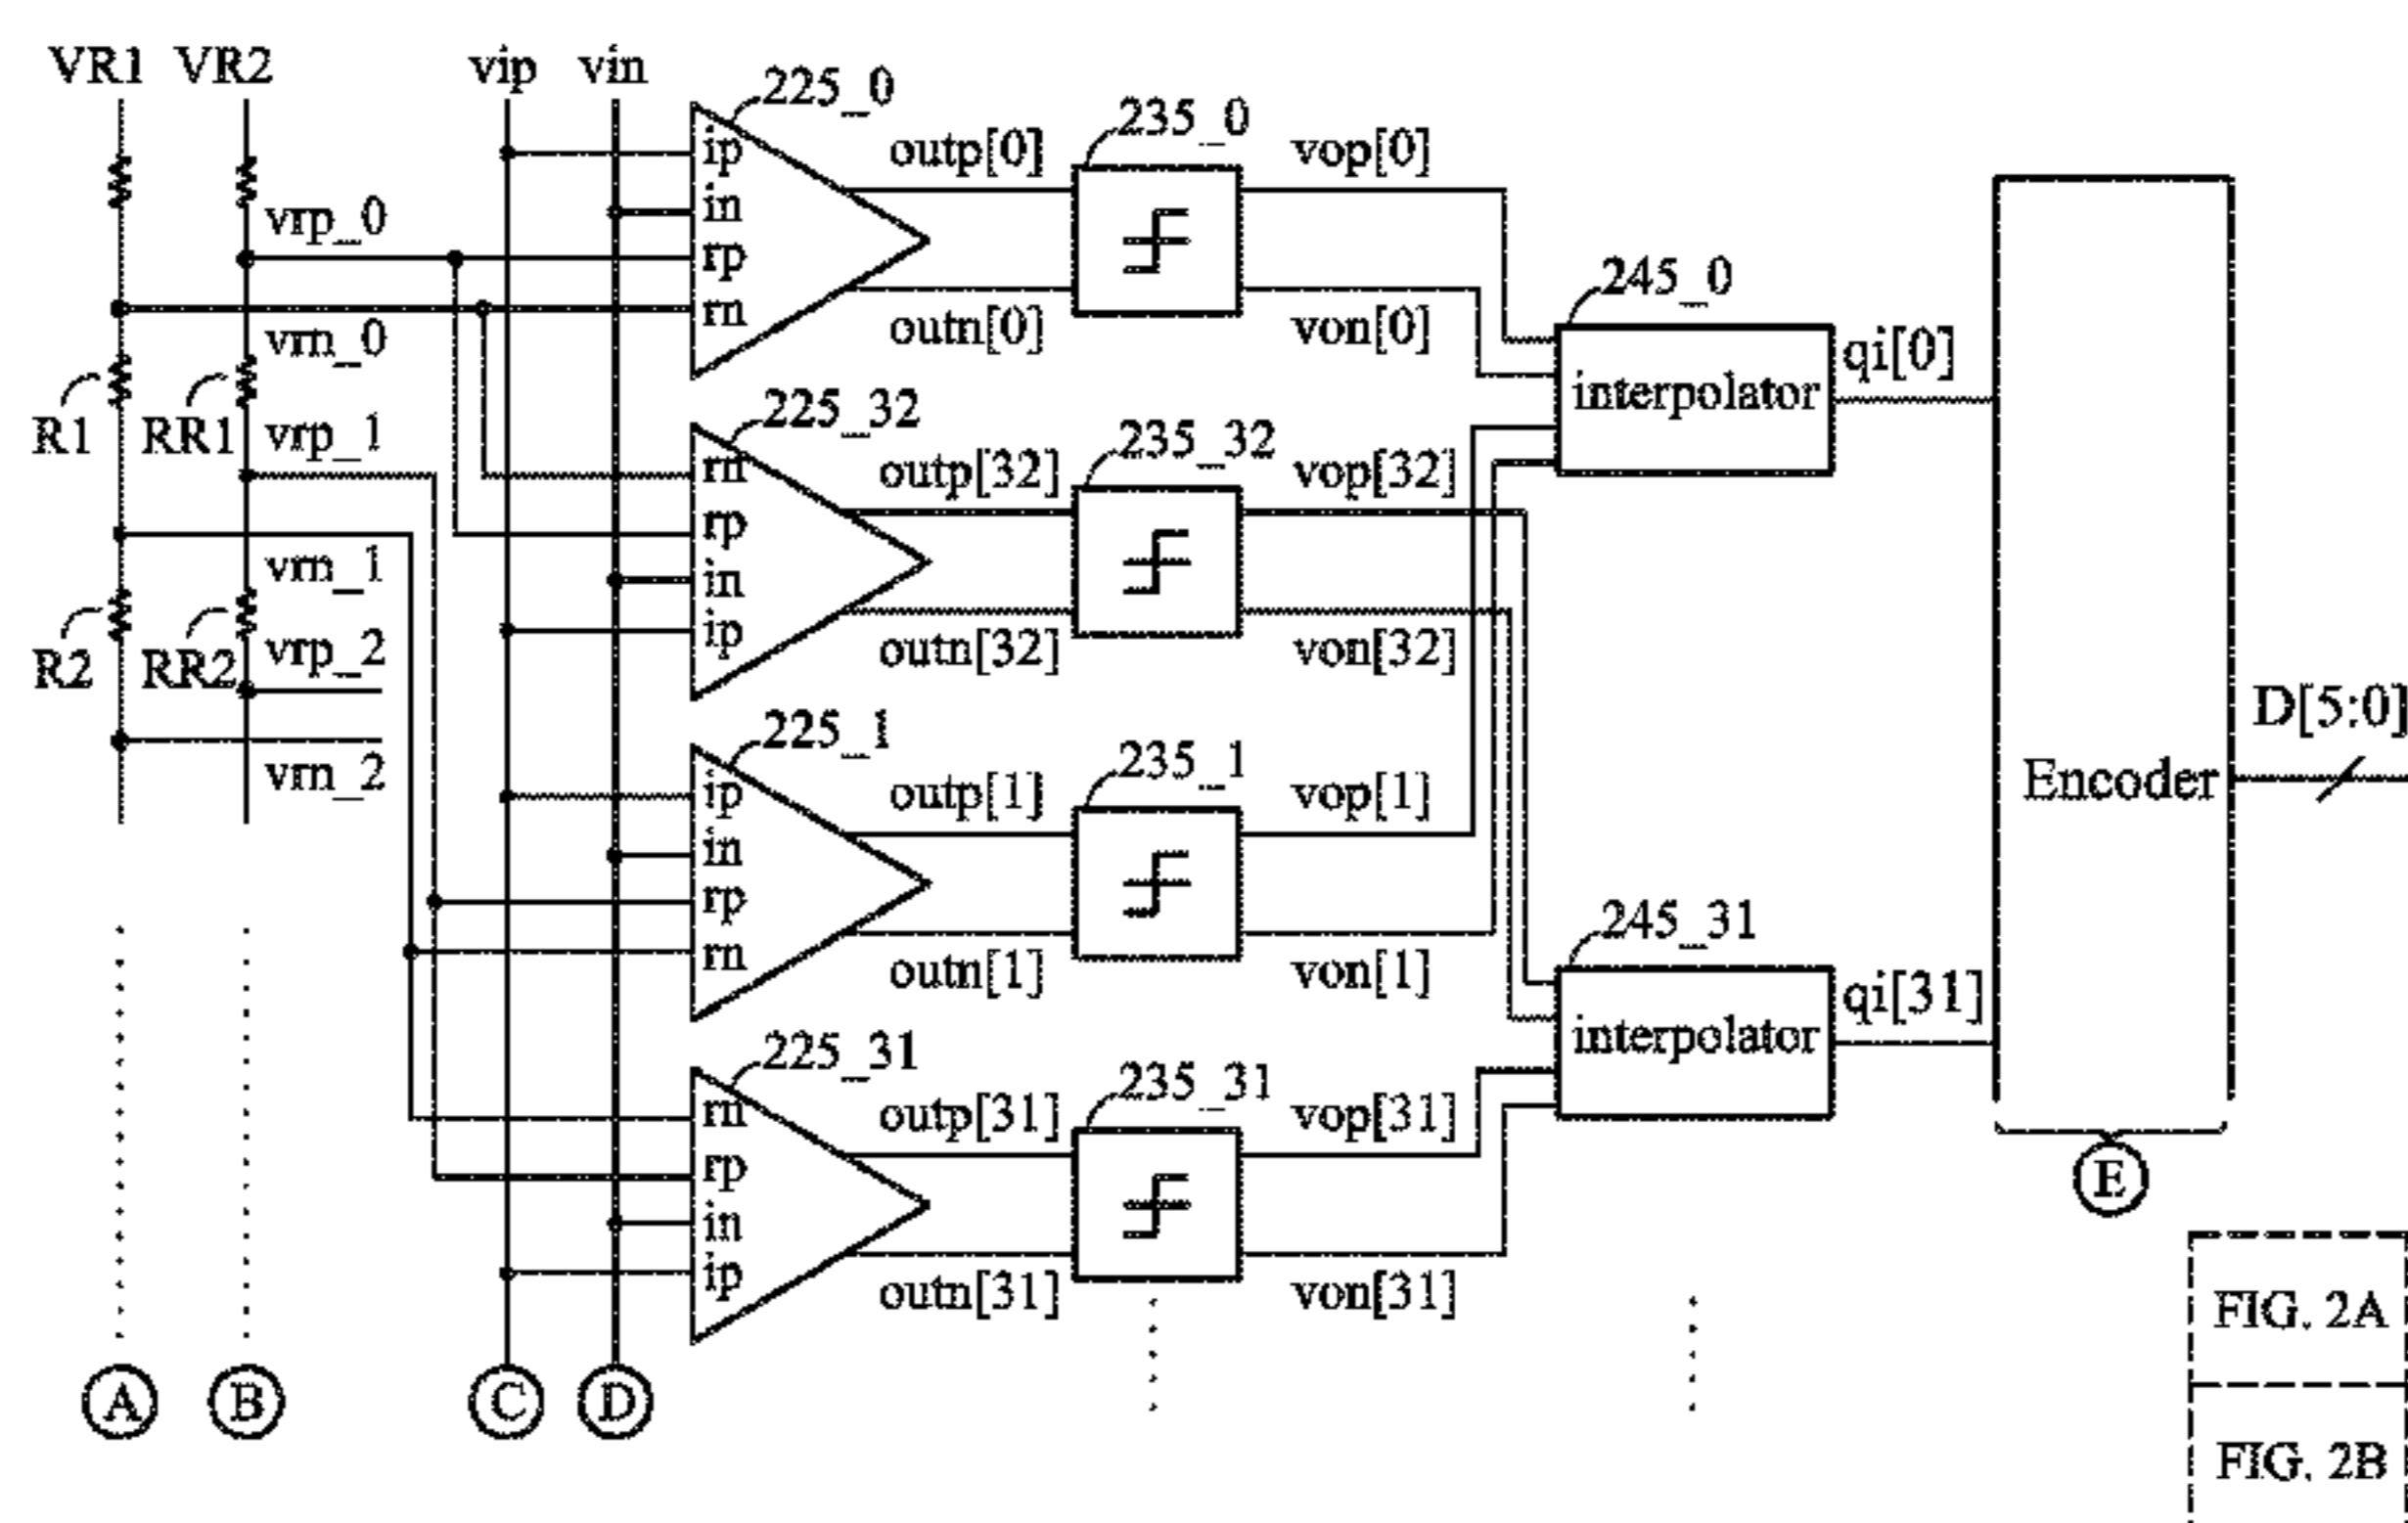 VR1 VR2 vip vin
225_0
235_0
ip
in
rp
rn
outp[0]
outn[0]
vop[0]
von[0]
vrp_0
vrn_0
245_0
interpolator
qi[0]
R1 RR1
vrp_1
225_32
235_32
rn
rp
in
ip
outp[32]
outn[32]
vop[32]
von[32]
vrn_1
R2 RR2
vrp_2
vrn_2
225_1
235_1
ip
in
rp
rn
outp[1]
outn[1]
vop[1]
von[1]
Encoder
D[5:0]
245_31
interpolator
qi[31]
225_31
235_31
rn
rp
in
ip
outp[31]
outn[31]
vop[31]
von[31]
E
A B C D
FIG. 2A
FIG. 2B